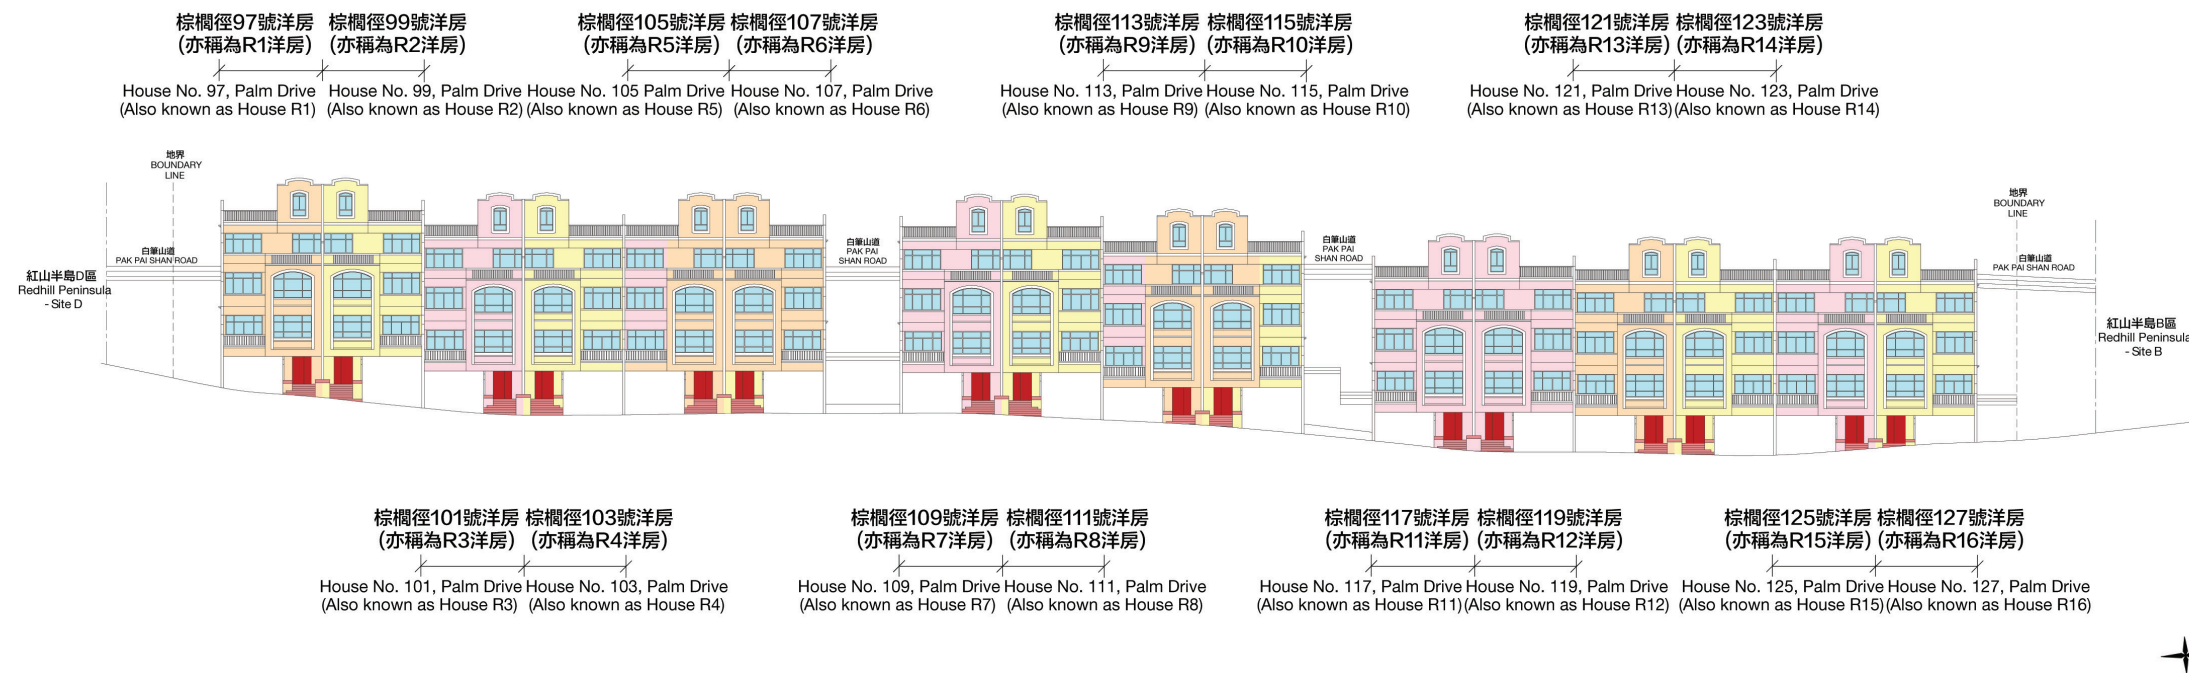 棕櫚徑97號洋房
(亦稱為R1洋房)
棕櫚徑99號洋房
(亦稱為R2洋房)
棕櫚徑105號洋房
(亦稱為R5洋房)
棕櫚徑107號洋房
(亦稱為R6洋房)
棕櫚徑113號洋房
(亦稱為R9洋房)
棕櫚徑115號洋房
(亦稱為R10洋房)
棕櫚徑121號洋房
(亦稱為R13洋房)
棕櫚徑123號洋房
(亦稱為R14洋房)
House No. 97, Palm Drive
(Also known as House R1)
House No. 99, Palm Drive
(Also known as House R2)
House No. 105 Palm Drive
(Also known as House R5)
House No. 107, Palm Drive
(Also known as House R6)
House No. 113, Palm Drive
(Also known as House R9)
House No. 115, Palm Drive
(Also known as House R10)
House No. 121, Palm Drive
(Also known as House R13)
House No. 123, Palm Drive
(Also known as House R14)
地界
BOUNDARY
LINE
白筆山道
PAK PAI SHAN ROAD
紅山半島D區
Redhill Peninsula
- Site D
白筆山道
PAK PAI
SHAN ROAD
白筆山道
PAK PAI
SHAN ROAD
地界
BOUNDARY
LINE
白筆山道
PAK PAI SHAN ROAD
紅山半島B區
Redhill Peninsula
- Site B
棕櫚徑101號洋房
(亦稱為R3洋房)
棕櫚徑103號洋房
(亦稱為R4洋房)
棕櫚徑109號洋房
(亦稱為R7洋房)
棕櫚徑111號洋房
(亦稱為R8洋房)
棕櫚徑117號洋房
(亦稱為R11洋房)
棕櫚徑119號洋房
(亦稱為R12洋房)
棕櫚徑125號洋房
(亦稱為R15洋房)
棕櫚徑127號洋房
(亦稱為R16洋房)
House No. 101, Palm Drive
(Also known as House R3)
House No. 103, Palm Drive
(Also known as House R4)
House No. 109, Palm Drive
(Also known as House R7)
House No. 111, Palm Drive
(Also known as House R8)
House No. 117, Palm Drive
(Also known as House R11)
House No. 119, Palm Drive
(Also known as House R12)
House No. 125, Palm Drive
(Also known as House R15)
House No. 127, Palm Drive
(Also known as House R16)